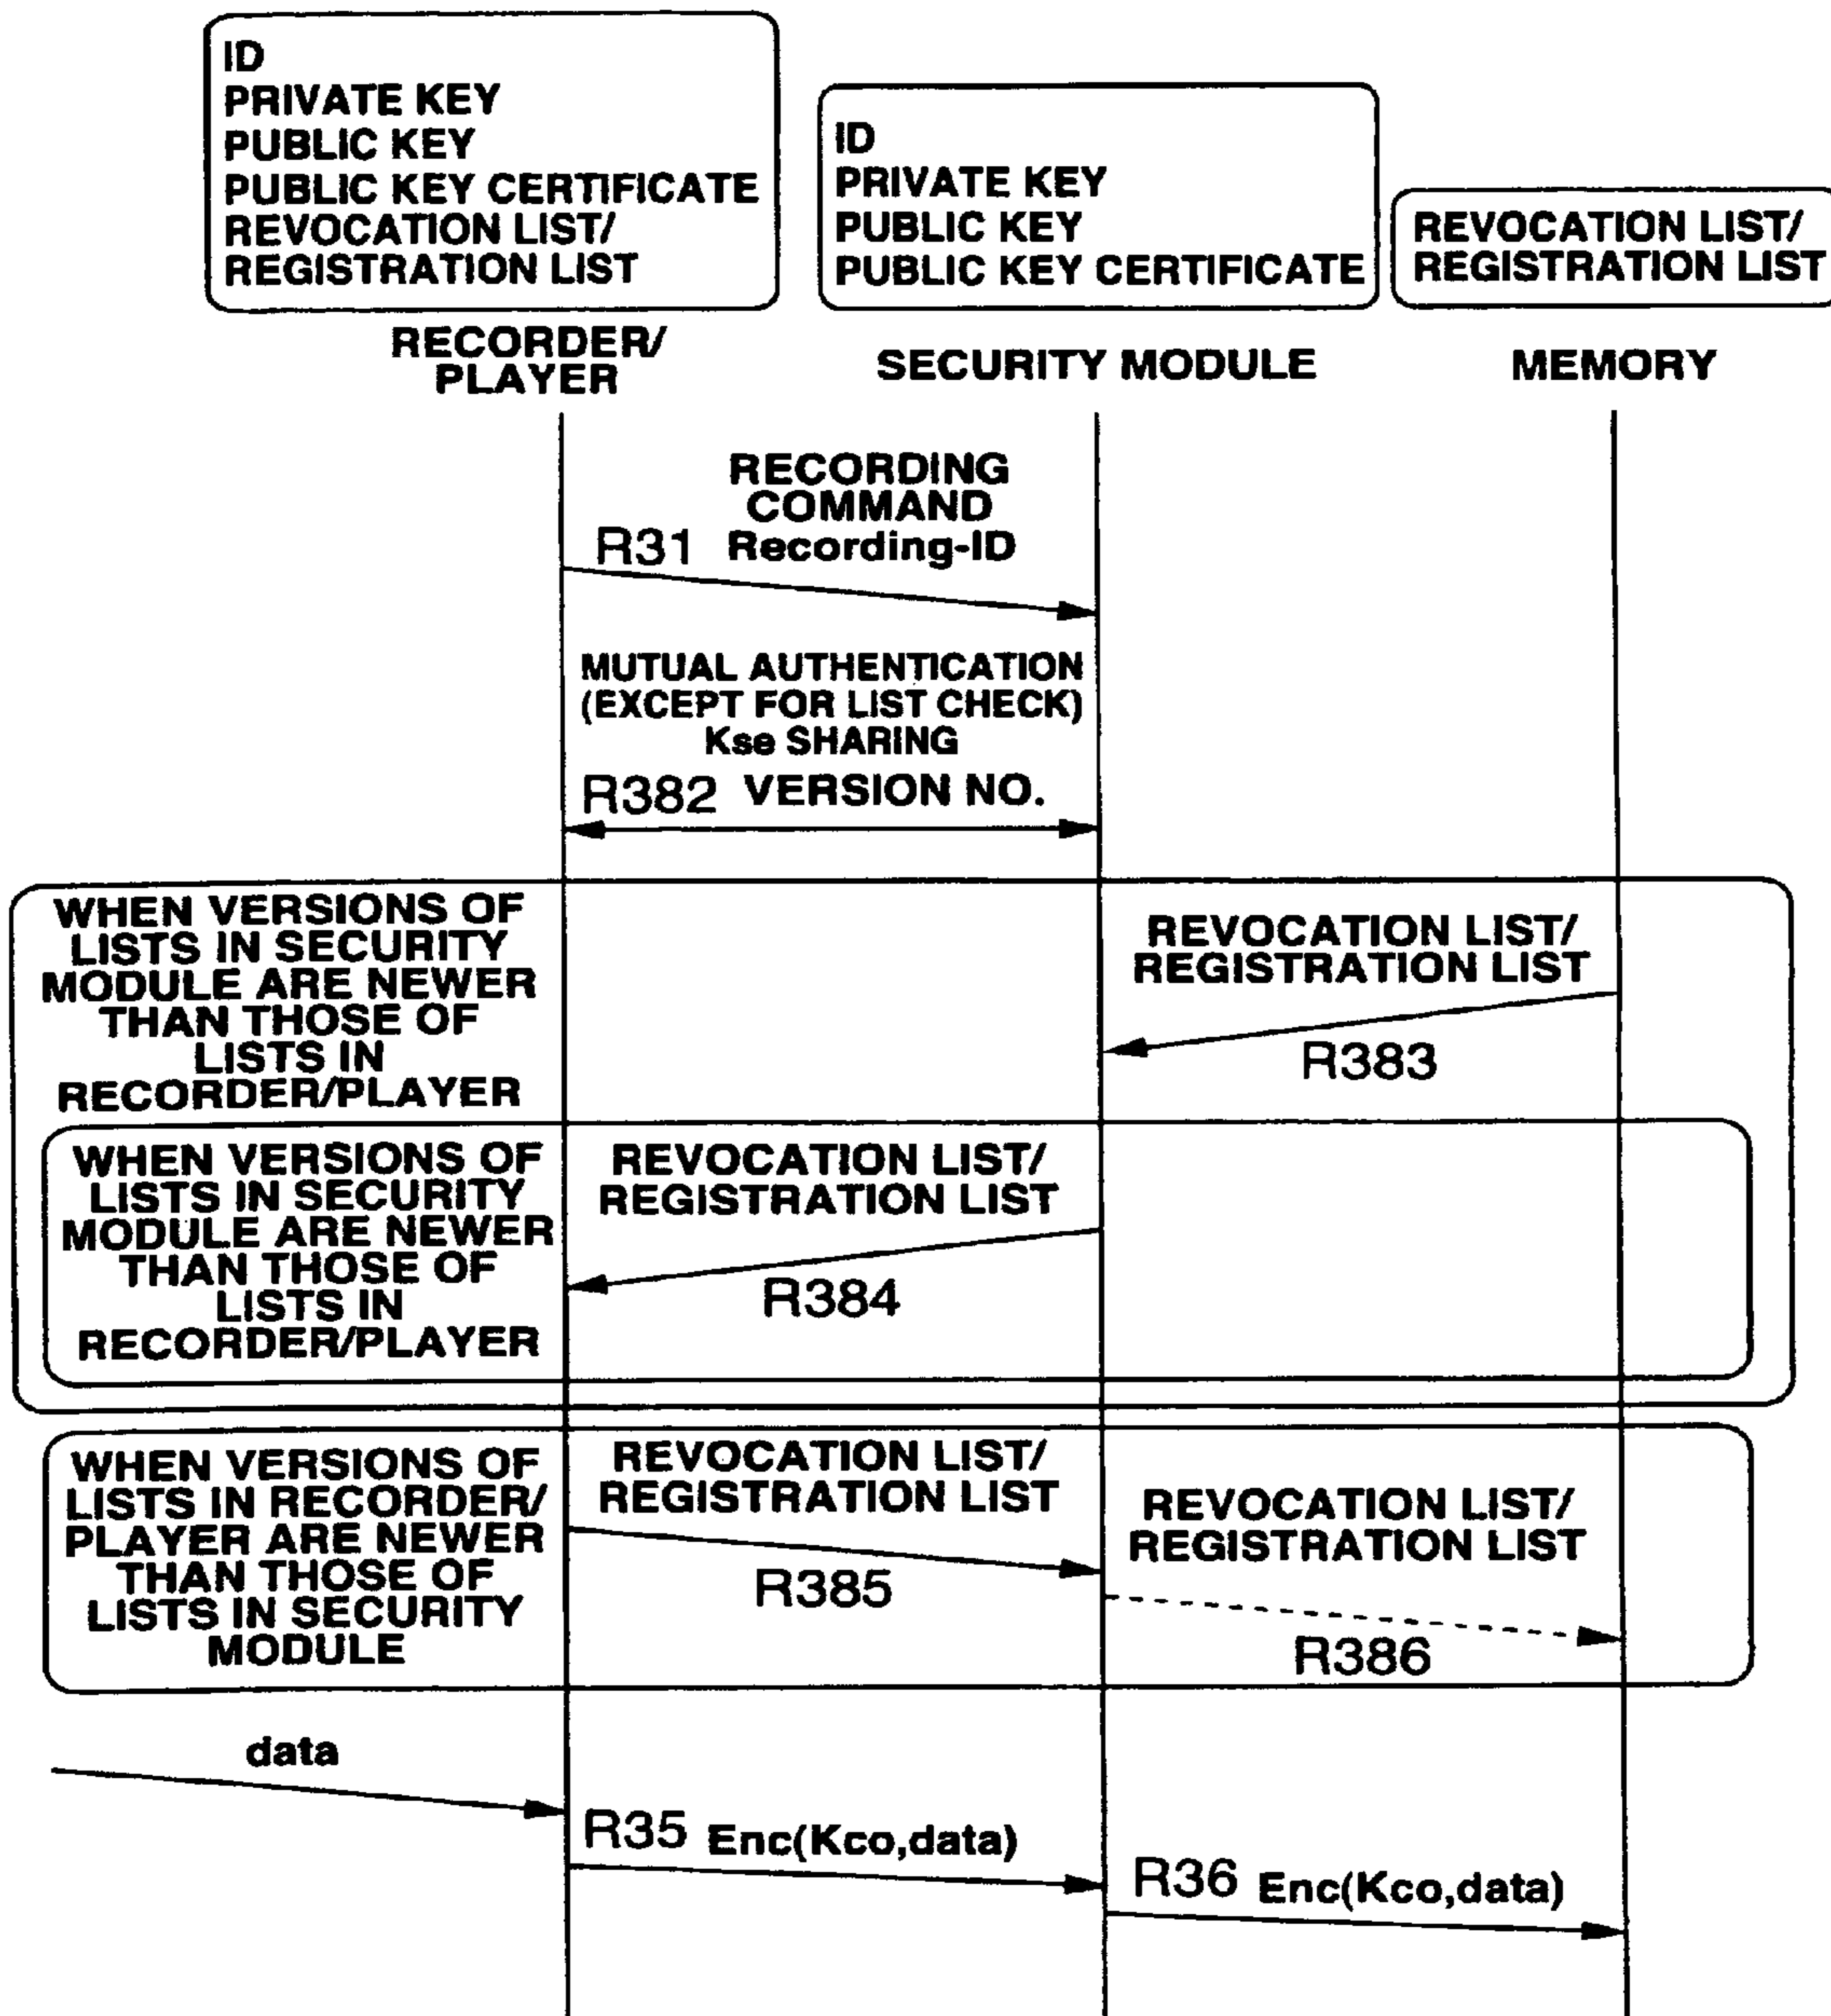 ID
PRIVATE KEY
PUBLIC KEY
PUBLIC KEY CERTIFICATE
REVOCATION LIST/
REGISTRATION LIST
ID
PRIVATE KEY
PUBLIC KEY
PUBLIC KEY CERTIFICATE
REVOCATION LIST/
REGISTRATION LIST
RECORDER/
PLAYER
SECURITY MODULE
MEMORY
RECORDING
COMMAND
R31 Recording-ID
MUTUAL AUTHENTICATION
(EXCEPT FOR LIST CHECK)
Kse SHARING
R382 VERSION NO.
WHEN VERSIONS OF
LISTS IN SECURITY
MODULE ARE NEWER
THAN THOSE OF
LISTS IN
RECORDER/PLAYER
REVOCATION LIST/
REGISTRATION LIST
R383
WHEN VERSIONS OF
LISTS IN SECURITY
MODULE ARE NEWER
THAN THOSE OF
LISTS IN
RECORDER/PLAYER
REVOCATION LIST/
REGISTRATION LIST
R384
WHEN VERSIONS OF
LISTS IN RECORDER/
PLAYER ARE NEWER
THAN THOSE OF
LISTS IN SECURITY
MODULE
REVOCATION LIST/
REGISTRATION LIST
R385
REVOCATION LIST/
REGISTRATION LIST
R386
data
R35 Enc(Kco,data)
R36 Enc(Kco,data)